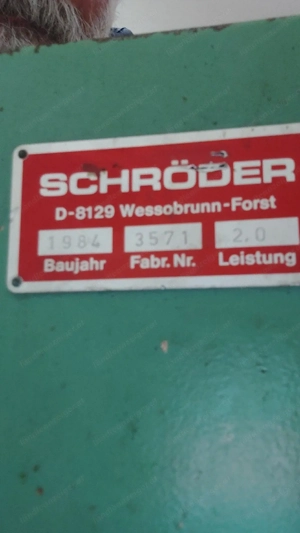 SCHRÖDER
D-8129 Wessobrunn-Forst
1984 3571 2,0
Baujahr Fabr. Nr. Leistung